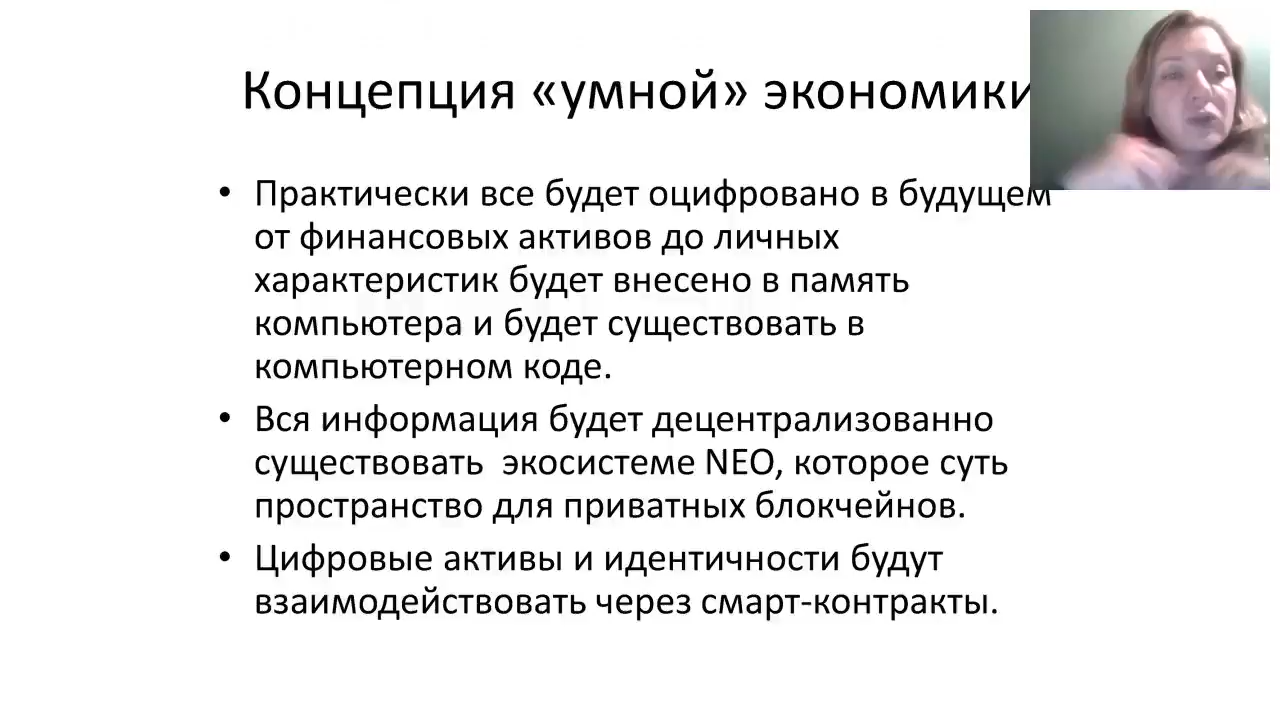 Концепция «умной» экономики
• Практически все будет оцифровано в будущем
от финансовых активов до личных
характеристик будет внесено в память
компьютера и будет существовать в
компьютерном коде.
• Вся информация будет децентрализованно
существовать  экосистеме NEO, которое суть
пространство для приватных блокчейнов.
• Цифровые активы и идентичности будут
взаимодействовать через смарт-контракты.